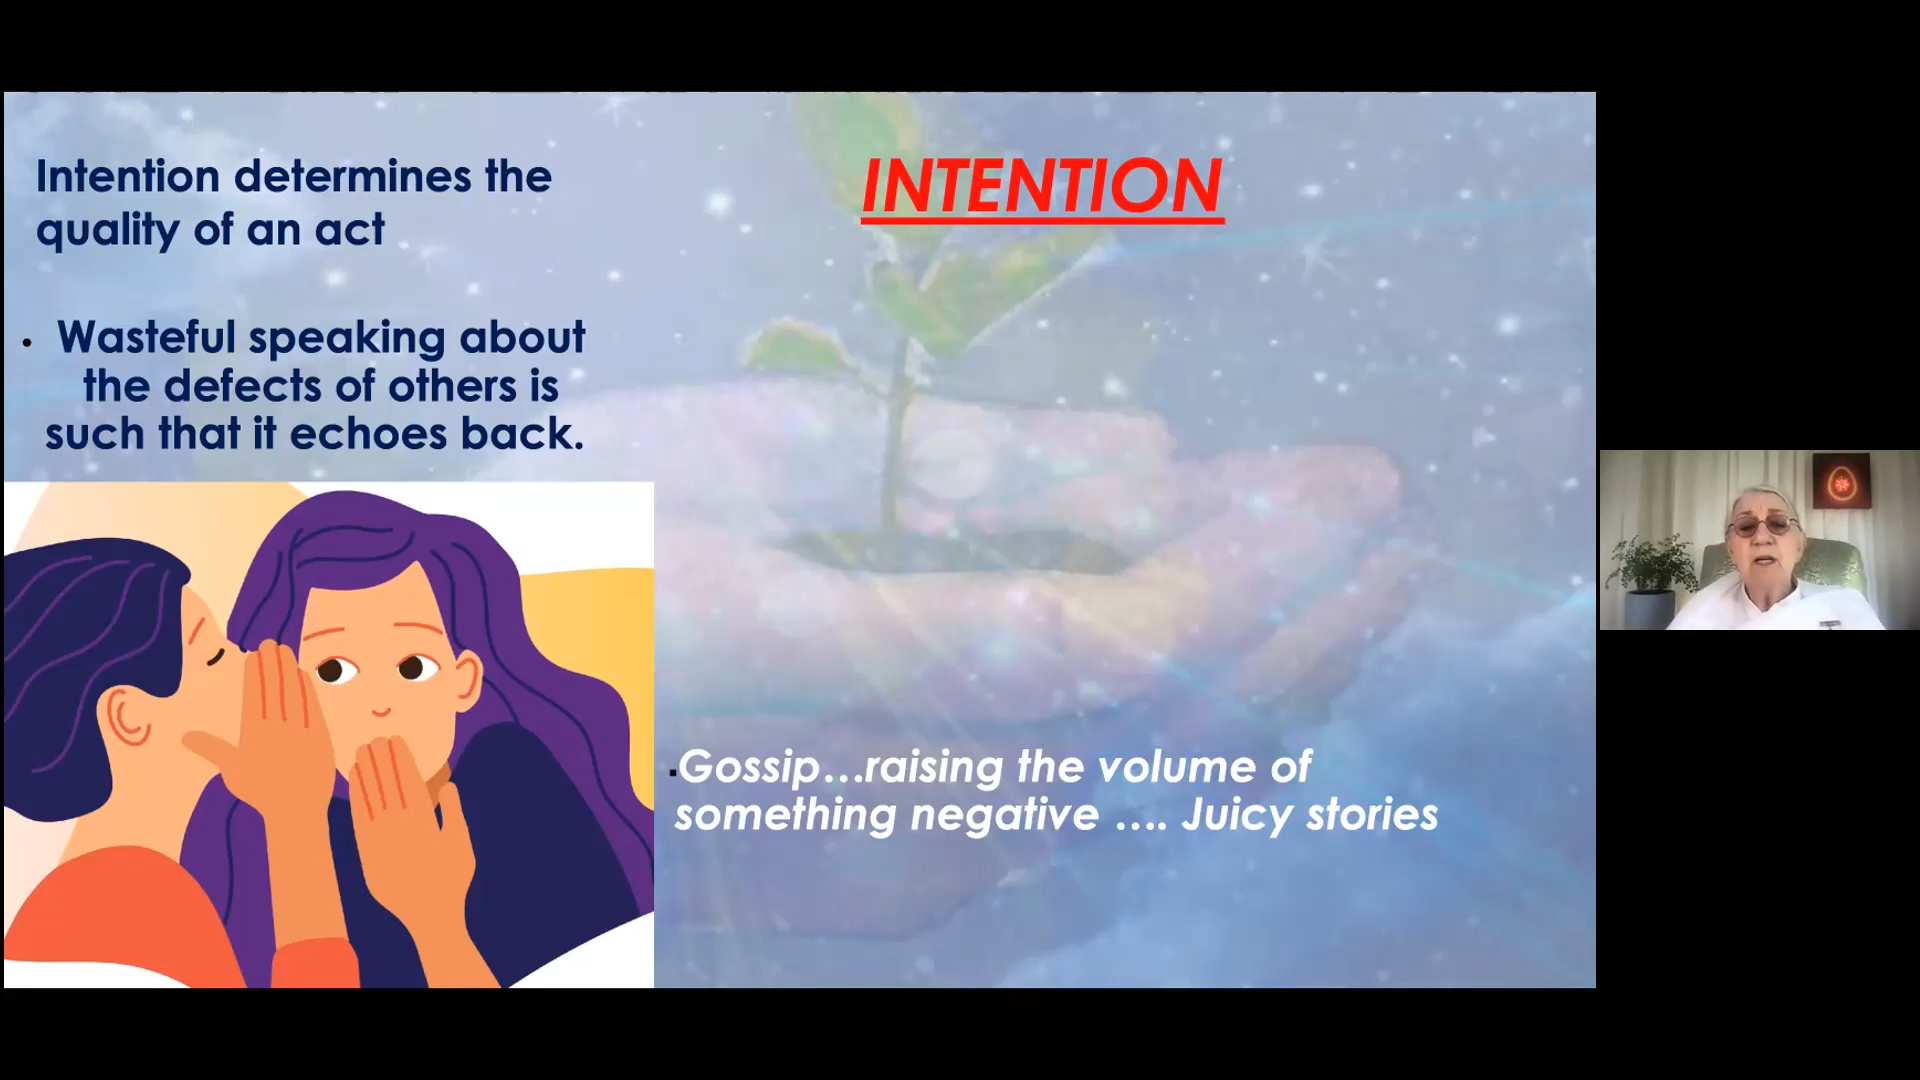 Intention determines the
quality of an act
• Wasteful speaking about
the defects of others is
such that it echoes back.
INTENTION
▪Gossip…raising the volume of
something negative …. Juicy stories